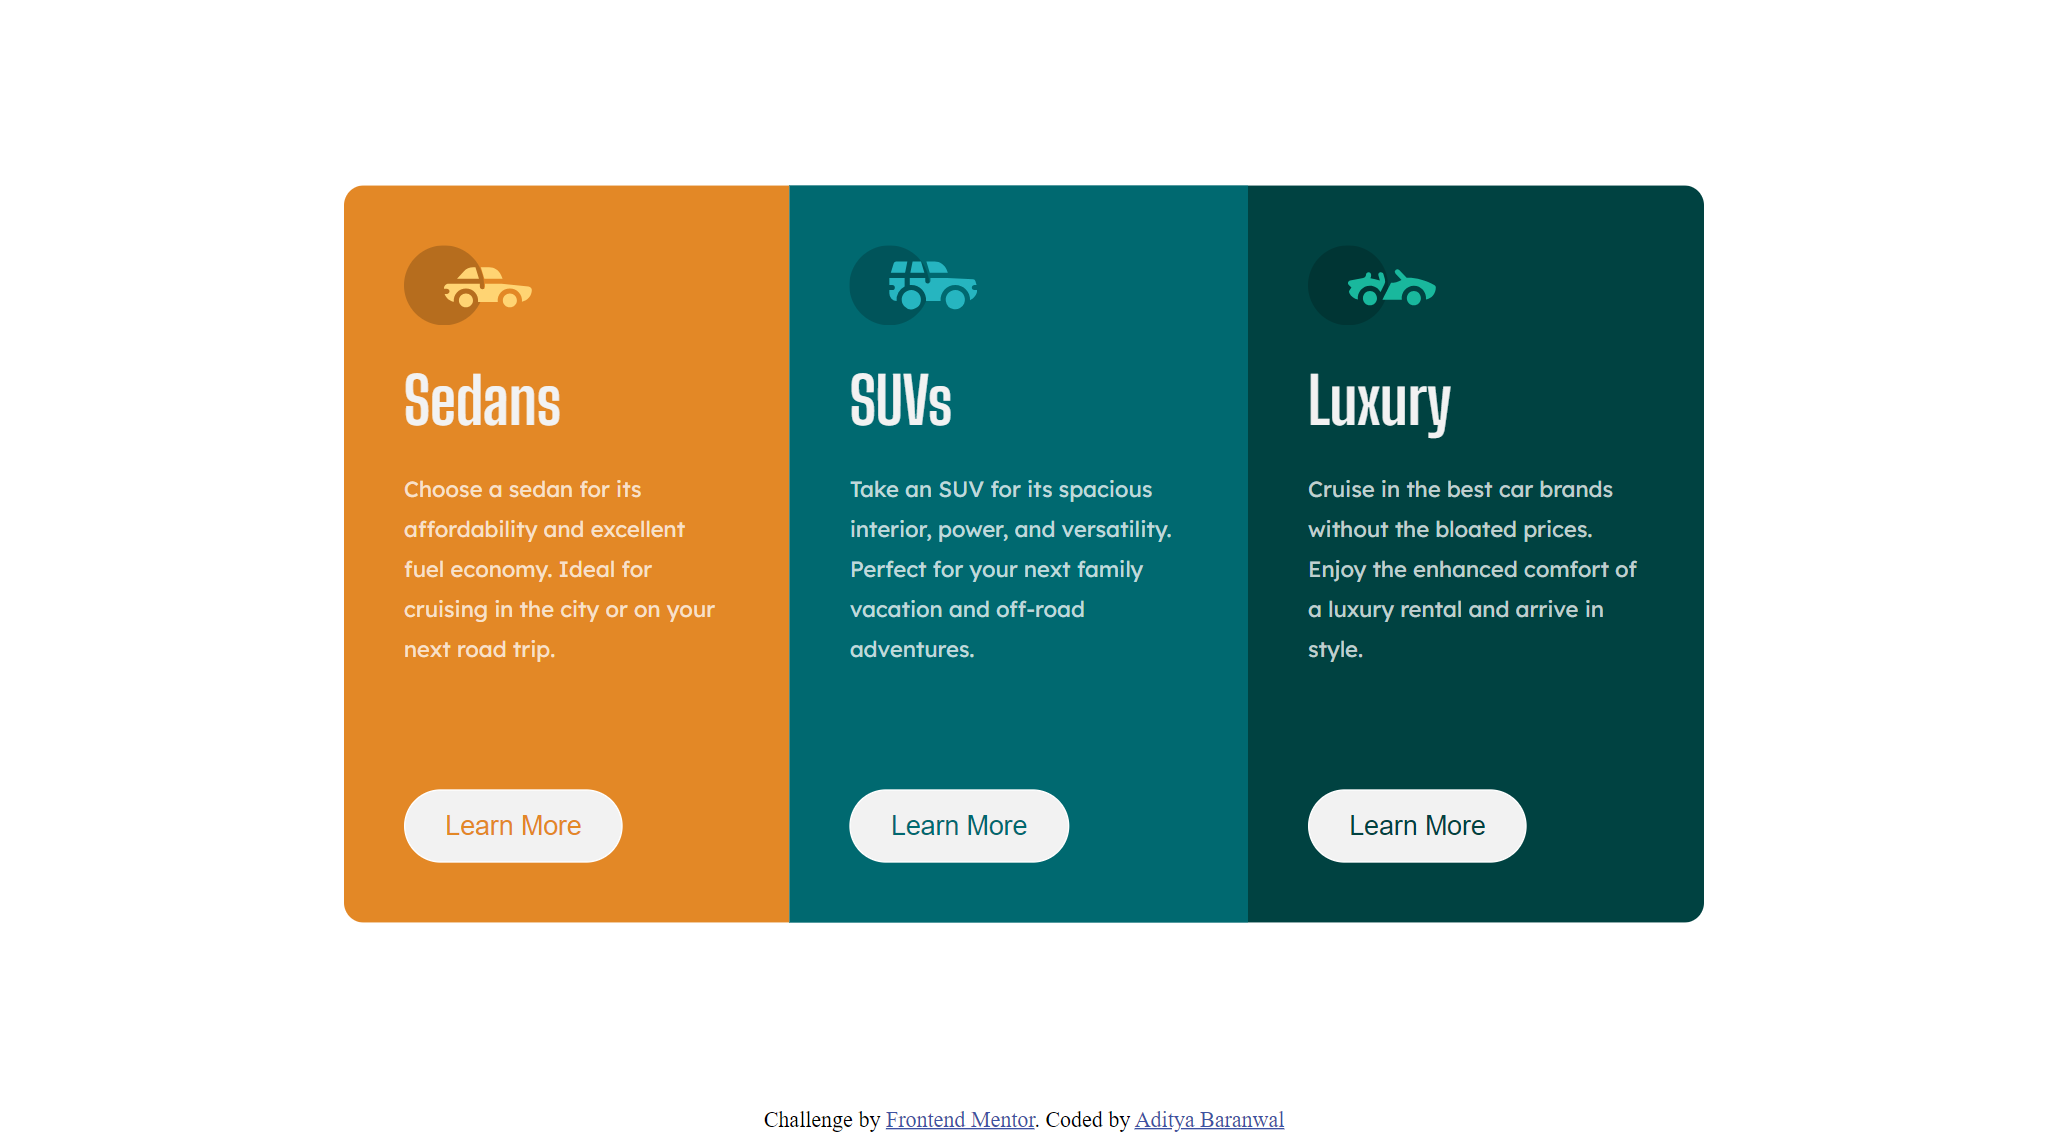 Sedans
Choose a sedan for its
affordability and excellent
fuel economy. Ideal for
cruising in the city or on your
next road trip.
Learn More
SUVs
Take an SUV for its spacious
interior, power, and versatility.
Perfect for your next family
vacation and off-road
adventures.
Learn More
Luxury
Cruise in the best car brands
without the bloated prices.
Enjoy the enhanced comfort of
a luxury rental and arrive in
style.
Learn More
Challenge by Frontend Mentor. Coded by Aditya Baranwal